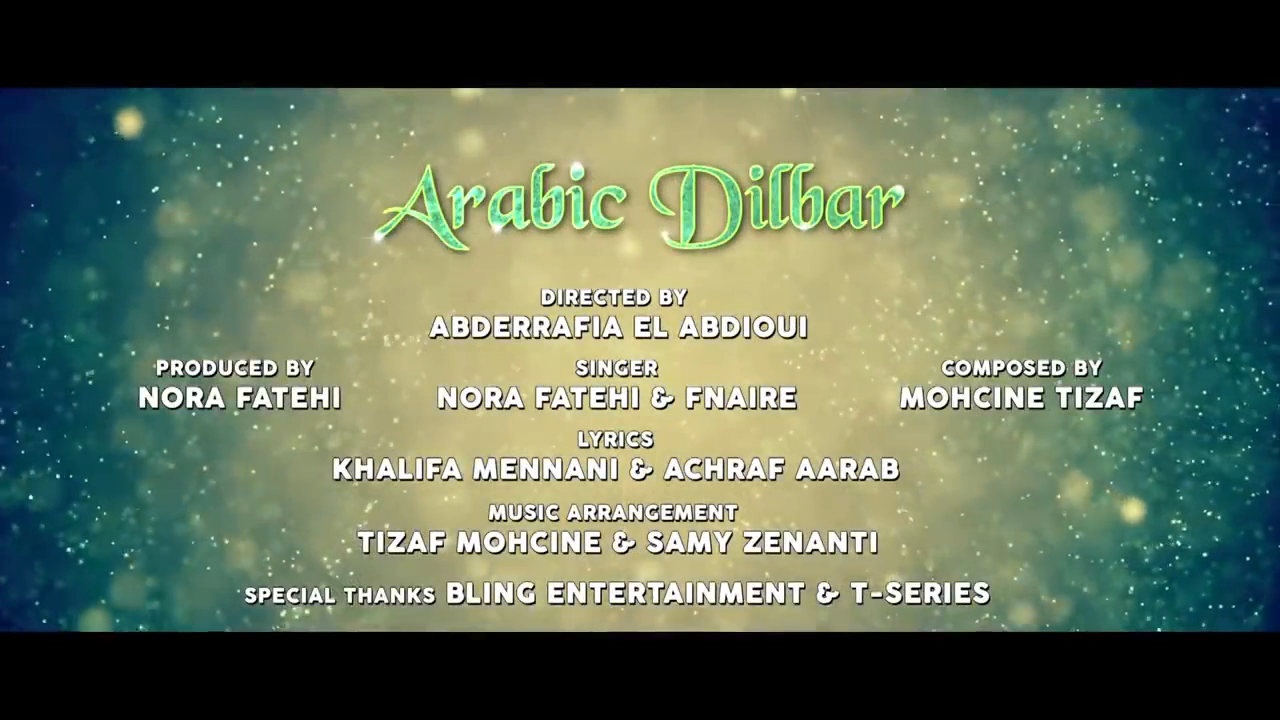 Arabic Dilbar
DIRECTED BY
ABDERRAFIA EL ABDIOUI
PRODUCED BY
NORA FATEHI
SINGER
NORA FATEHI & FNAIRE
COMPOSED BY
MOHCINE TIZAF
LYRICS
KHALIFA MENNANI & ACHRAF AARAB
MUSIC ARRANGEMENT
TIZAF MOHCINE & SAMY ZENANTI
SPECIAL THANKS BLING ENTERTAINMENT & T-SERIES